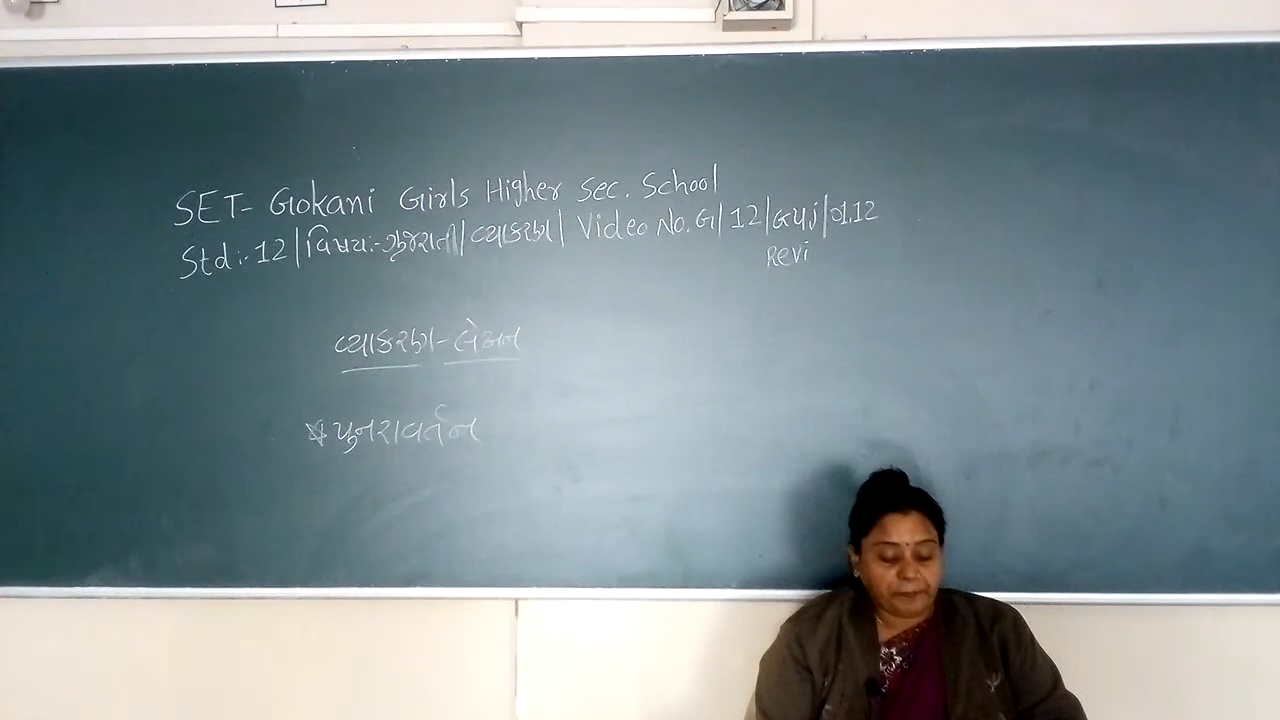 SET- Gokani Girls Higher Sec. School
Std :- 12 | વિષય:- ગુજરાતી | વ્યાકરણ | Video No. G | 12 | Guj | 01.12
Revi
વ્યાકરણ - લેખન
* પુનરાવર્તન